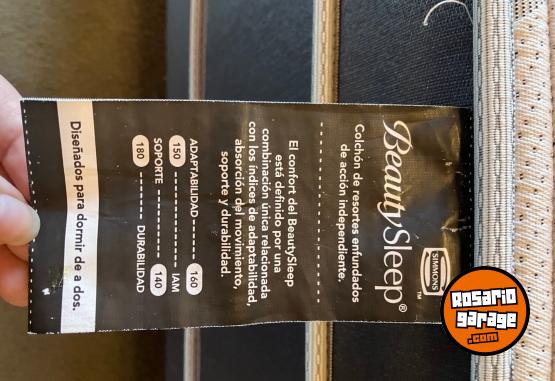 SIMMONS
™
BeautySleep®
Colchón de resortes enfundados
de acción independiente.
El confort del BeautySleep
está definido por una
combinación única relacionada
con los índices de adaptabilidad,
absorción del movimiento,
soporte y durabilidad.
ADAPTABILIDAD 160
150 IAM
SOPORTE 140
180 DURABILIDAD
Diseñados para dormir de a dos.
Rosario
garage
.com